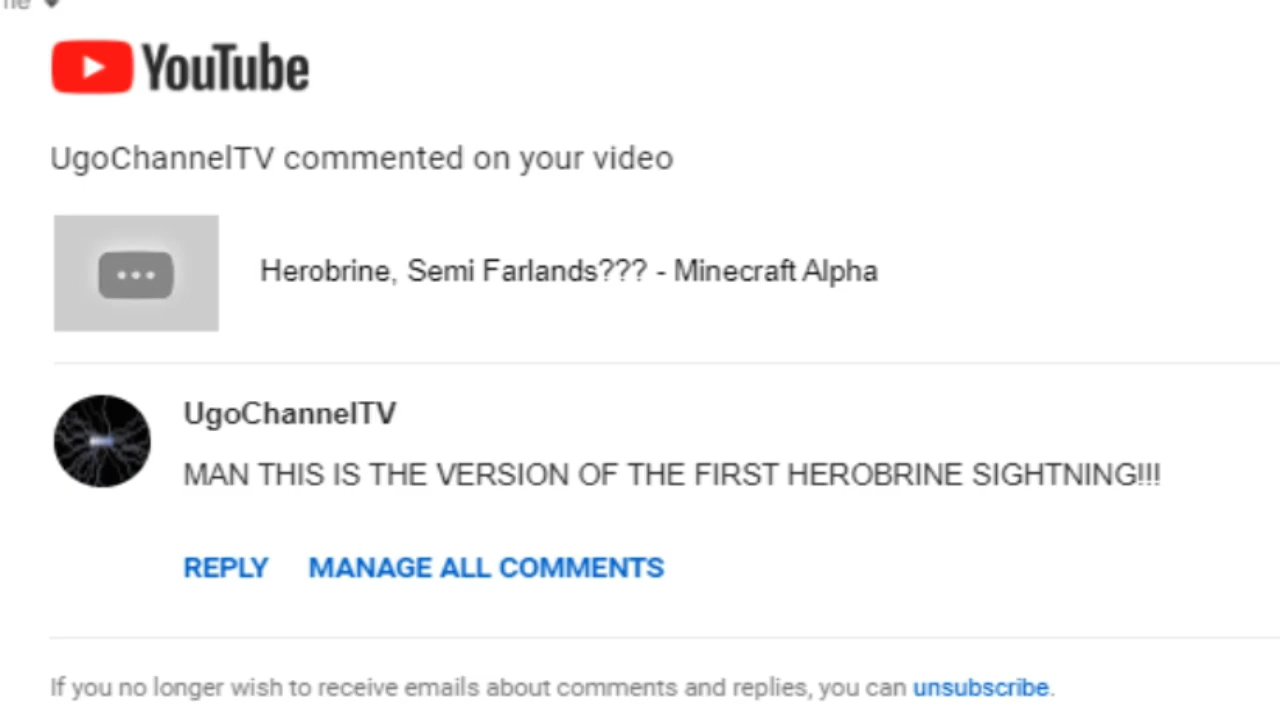 YouTube
UgoChannelTV commented on your video
Herobrine, Semi Farlands??? - Minecraft Alpha
UgoChannelTV
MAN THIS IS THE VERSION OF THE FIRST HEROBRINE SIGHTNING!!!
REPLY MANAGE ALL COMMENTS
If you no longer wish to receive emails about comments and replies, you can unsubscribe.